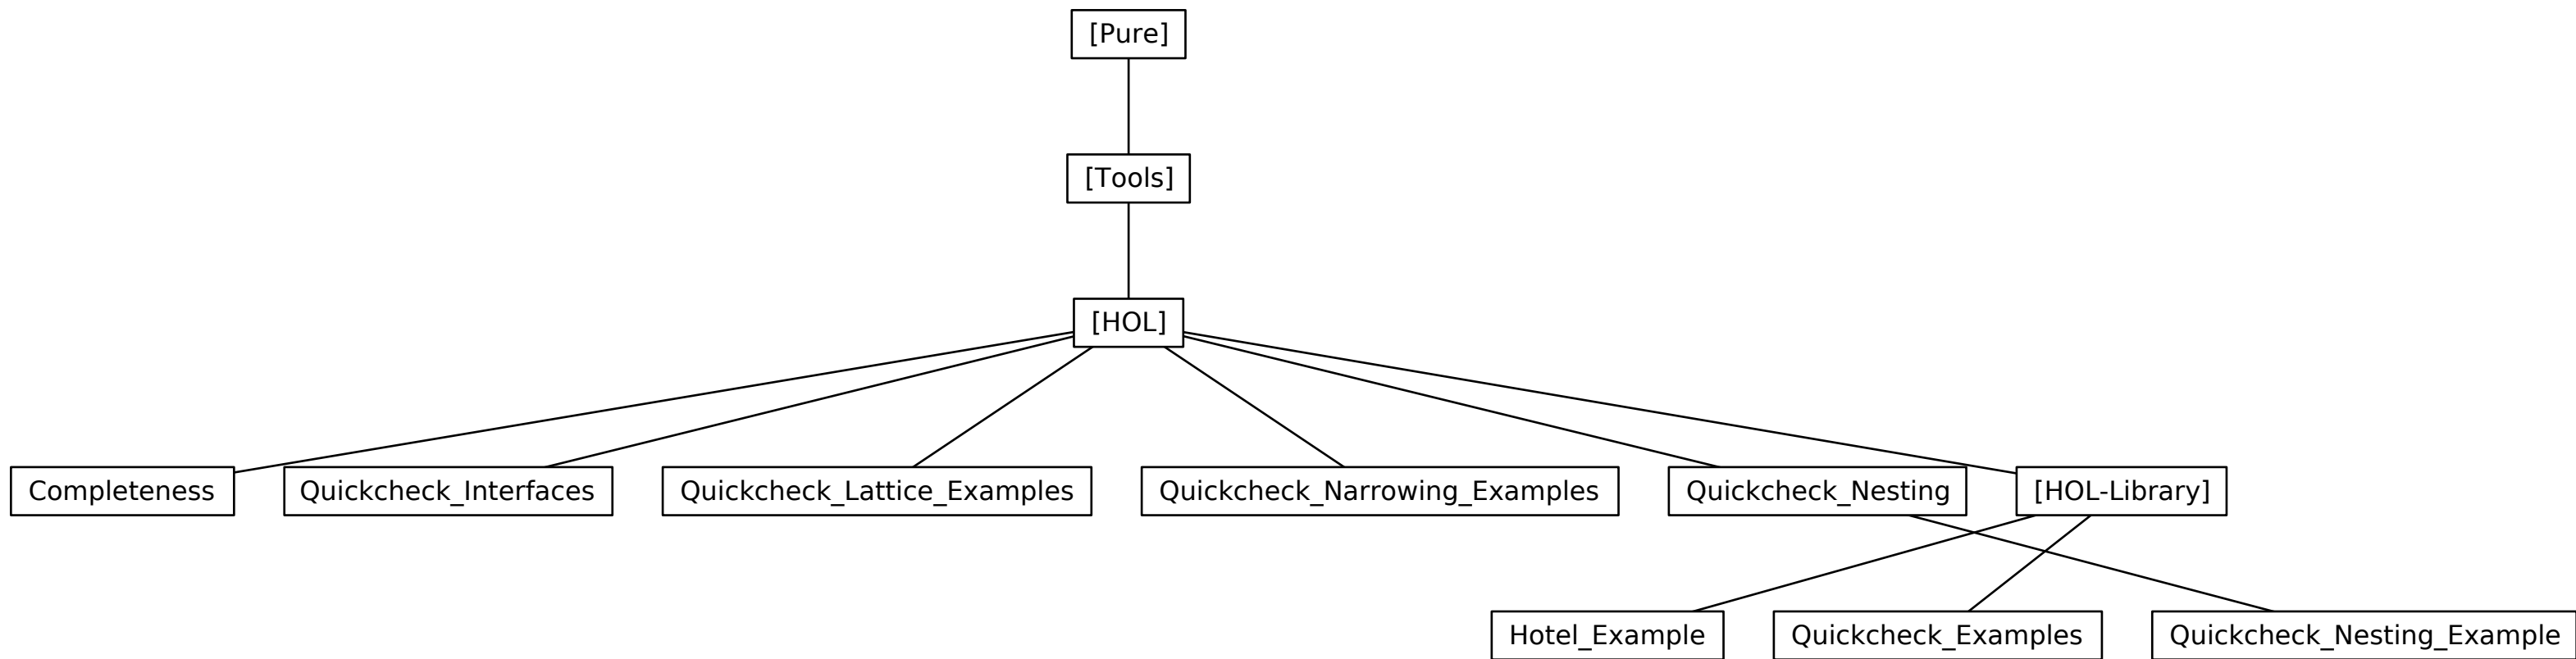 [Pure]
[Tools]
[HOL]
Completeness
Quickcheck_Interfaces
Quickcheck_Lattice_Examples
Quickcheck_Narrowing_Examples
Quickcheck_Nesting
[HOL-Library]
Hotel_Example
Quickcheck_Examples
Quickcheck_Nesting_Example